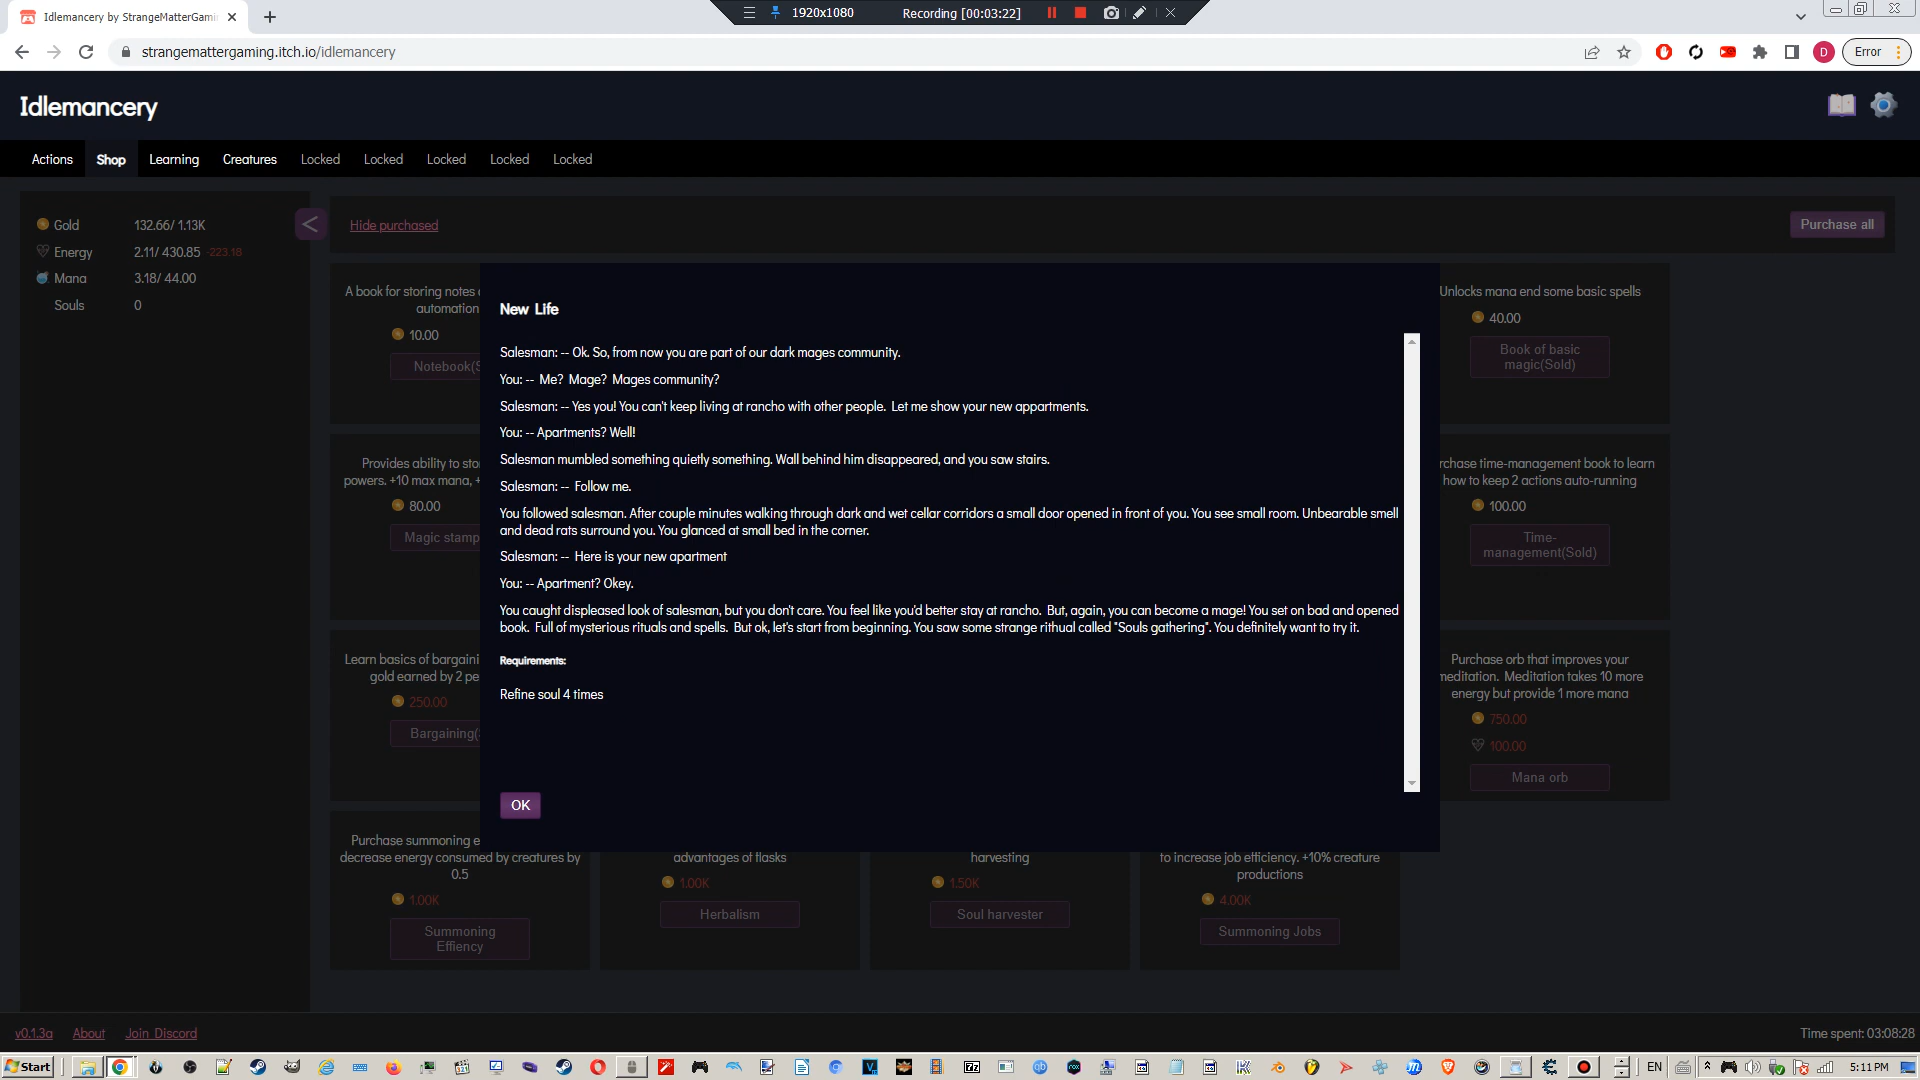 Idlemancery by StrangeMatterGami
1920x1080
Recording [00:03:22]
strangemattergaming.itch.io/idlemancery
D
Error
Idlemancery
Actions
Shop
Learning
Creatures
Locked
Locked
Locked
Locked
Locked
Gold 132.66/ 1.13K
Energy 2.11/ 430.85 -223.18
Mana 3.18/ 44.00
Souls 0
<
Hide purchased
Purchase all
A book for storing notes
automation
10.00
Notebook(S
Unlocks mana end some basic spells
40.00
Book of basic
magic(Sold)
Provides ability to sto
powers. +10 max mana, +
80.00
Magic stamp
rchase time-management book to learn
how to keep 2 actions auto-running
100.00
Time-
management(Sold)
Learn basics of bargaini
gold earned by 2 pe
250.00
Bargaining(
Purchase orb that improves your
meditation. Meditation takes 10 more
energy but provide 1 more mana
750.00
100.00
Mana orb
New Life
Salesman: -- Ok. So, from now you are part of our dark mages community.
You: -- Me? Mage? Mages community?
Salesman: -- Yes you! You can't keep living at rancho with other people. Let me show your new appartments.
You: -- Apartments? Well!
Salesman mumbled something quietly something. Wall behind him disappeared, and you saw stairs.
Salesman: -- Follow me.
You followed salesman. After couple minutes walking through dark and wet cellar corridors a small door opened in front of you. You see small room. Unbearable smell
and dead rats surround you. You glanced at small bed in the corner.
Salesman: -- Here is your new apartment
You: -- Apartment? Okey.
You caught displeased look of salesman, but you don't care. You feel like you'd better stay at rancho. But, again, you can become a mage! You set on bad and opened
book. Full of mysterious rituals and spells. But ok, let's start from beginning. You saw some strange rithual called "Souls gathering". You definitely want to try it.
Requirements:
Refine soul 4 times
OK
Purchase summoning e
decrease energy consumed by creatures by
0.5
1.00K
Summoning
Effiency
advantages of flasks
1.00K
Herbalism
harvesting
1.50K
Soul harvester
to increase job efficiency. +10% creature
productions
4.00K
Summoning Jobs
v0.1.3a
About
Join Discord
Time spent: 03:08:28
Start
EN
5:11 PM